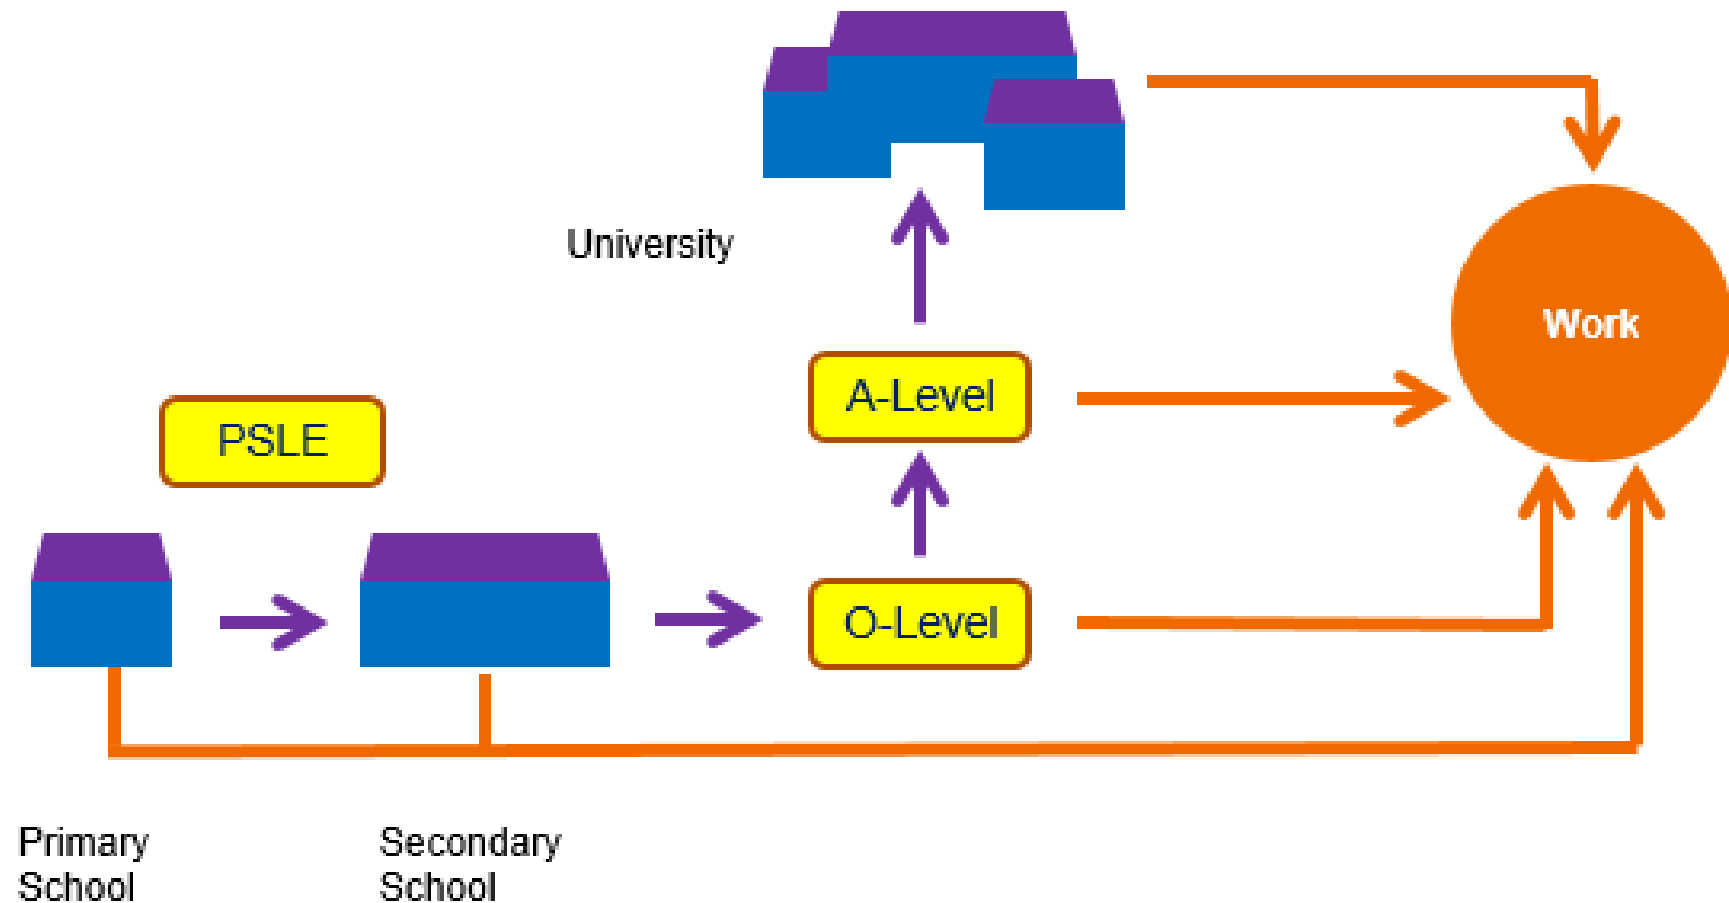 University
Work
A-Level
PSLE
O-Level
Primary
School
Secondary
School